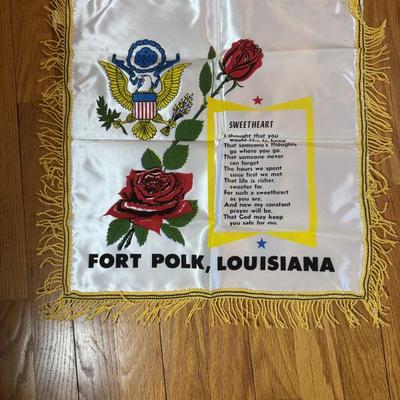 SWEETHEART
I thought that you
would like to know
That someone's thoughts
go where you go.
That someone never
can forget
The hours we spent
since first we met.
That life is richer,
sweeter far.
For such a sweetheart
as you are.
And now my constant
prayer will be,
That God may keep
you safe for me.
FORT POLK, LOUISIANA